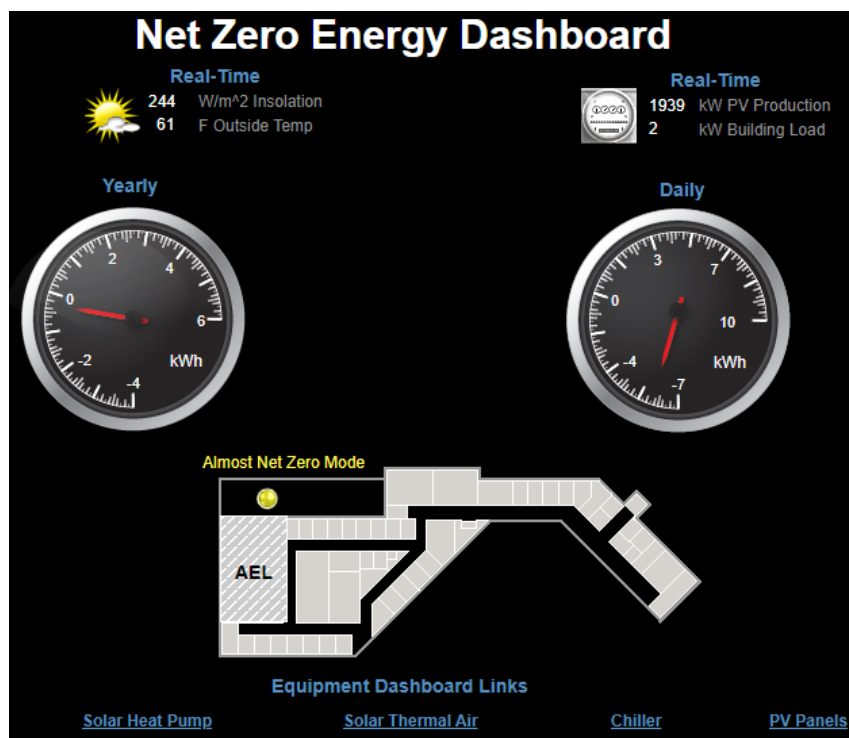 Net Zero Energy Dashboard
Real-Time
244 W/m^2 Insolation
61 F Outside Temp
Real-Time
1939 kW PV Production
2 kW Building Load
Yearly
2
4
0
6
-2
kWh
-4
Daily
3
7
0
10
-4
kWh
-7
Almost Net Zero Mode
AEL
Equipment Dashboard Links
Solar Heat Pump Solar Thermal Air Chiller PV Panels